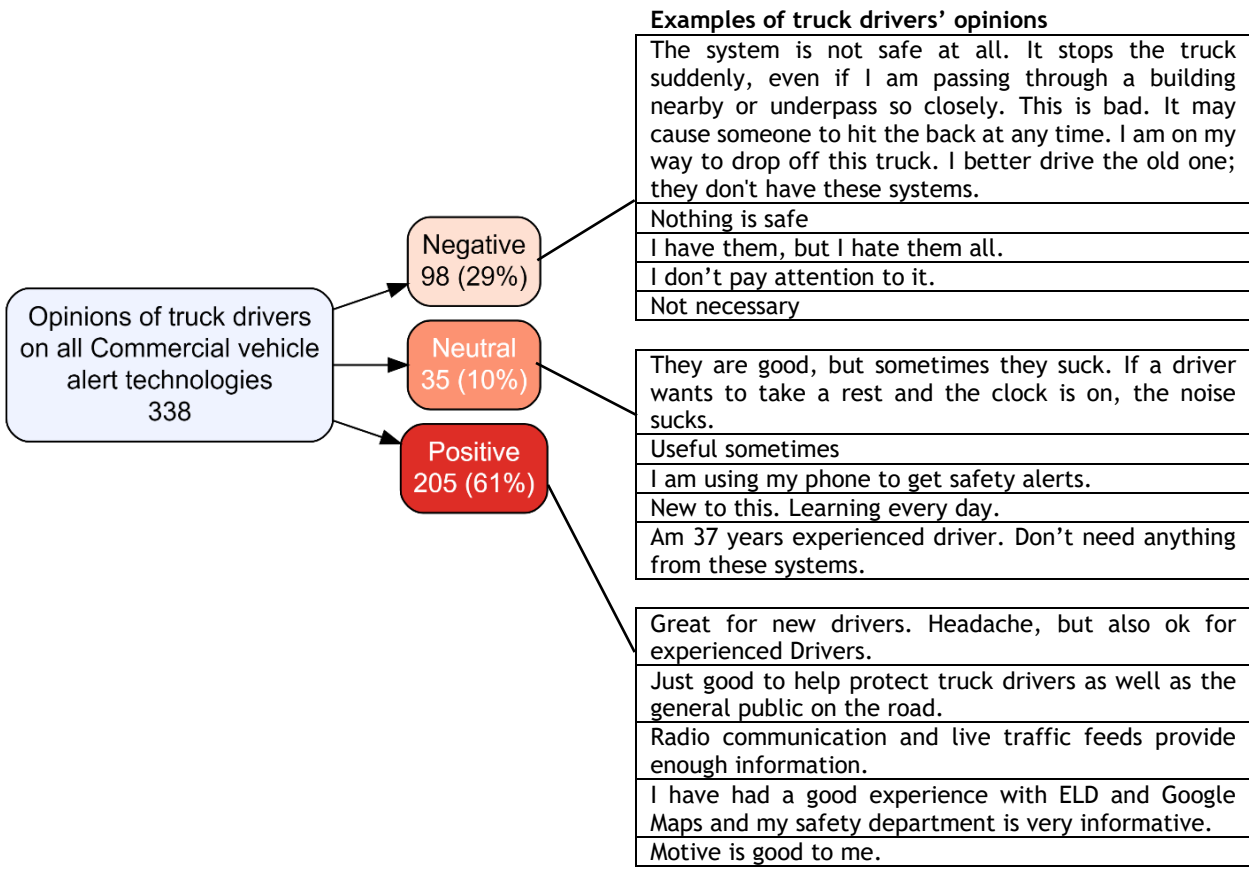 Examples of truck drivers’ opinions
The system is not safe at all. It stops the truck
suddenly, even if I am passing through a building
nearby or underpass so closely. This is bad. It may
cause someone to hit the back at any time. I am on my
way to drop off this truck. I better drive the old one;
they don't have these systems.
Nothing is safe
I have them, but I hate them all.
I don’t pay attention to it.
Not necessary
Negative
98 (29%)
Opinions of truck drivers
on all Commercial vehicle
alert technologies
338
Neutral
35 (10%)
They are good, but sometimes they suck. If a driver
wants to take a rest and the clock is on, the noise
sucks.
Useful sometimes
I am using my phone to get safety alerts.
New to this. Learning every day.
Am 37 years experienced driver. Don’t need anything
from these systems.
Positive
205 (61%)
Great for new drivers. Headache, but also ok for
experienced Drivers.
Just good to help protect truck drivers as well as the
general public on the road.
Radio communication and live traffic feeds provide
enough information.
I have had a good experience with ELD and Google
Maps and my safety department is very informative.
Motive is good to me.